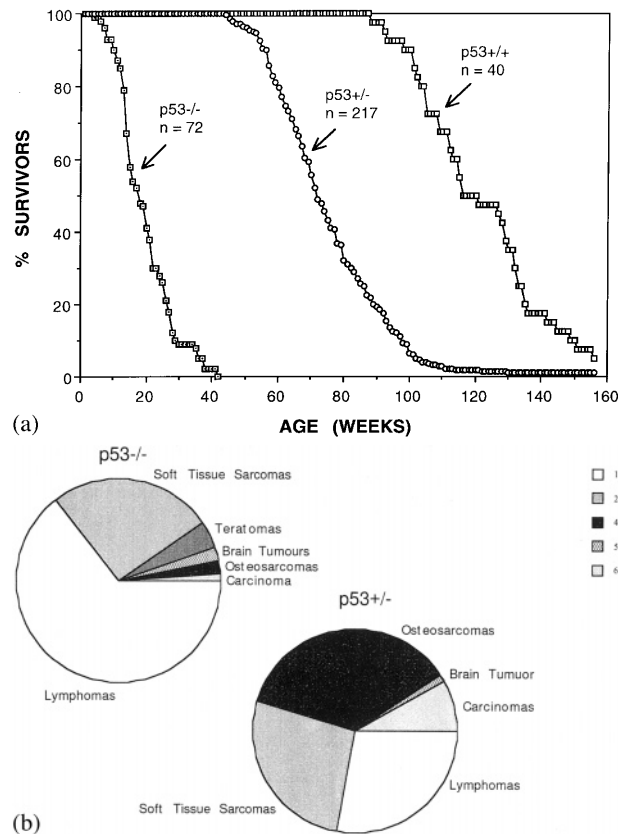 100
80
60
40
20
0
% SURVIVORS
p53-/-
n = 72
p53+/-
n = 217
p53+/+
n = 40
0 20 40 60 80 100 120 140 160
AGE (WEEKS)
(a)
p53-/-
Soft Tissue Sarcomas
Teratomas
Brain Tumours
Osteosarcomas
Carcinoma
Lymphomas
1
2
4
5
6
p53+/-
Osteosarcomas
Brain Tumuor
Carcinomas
Lymphomas
Soft Tissue Sarcomas
(b)